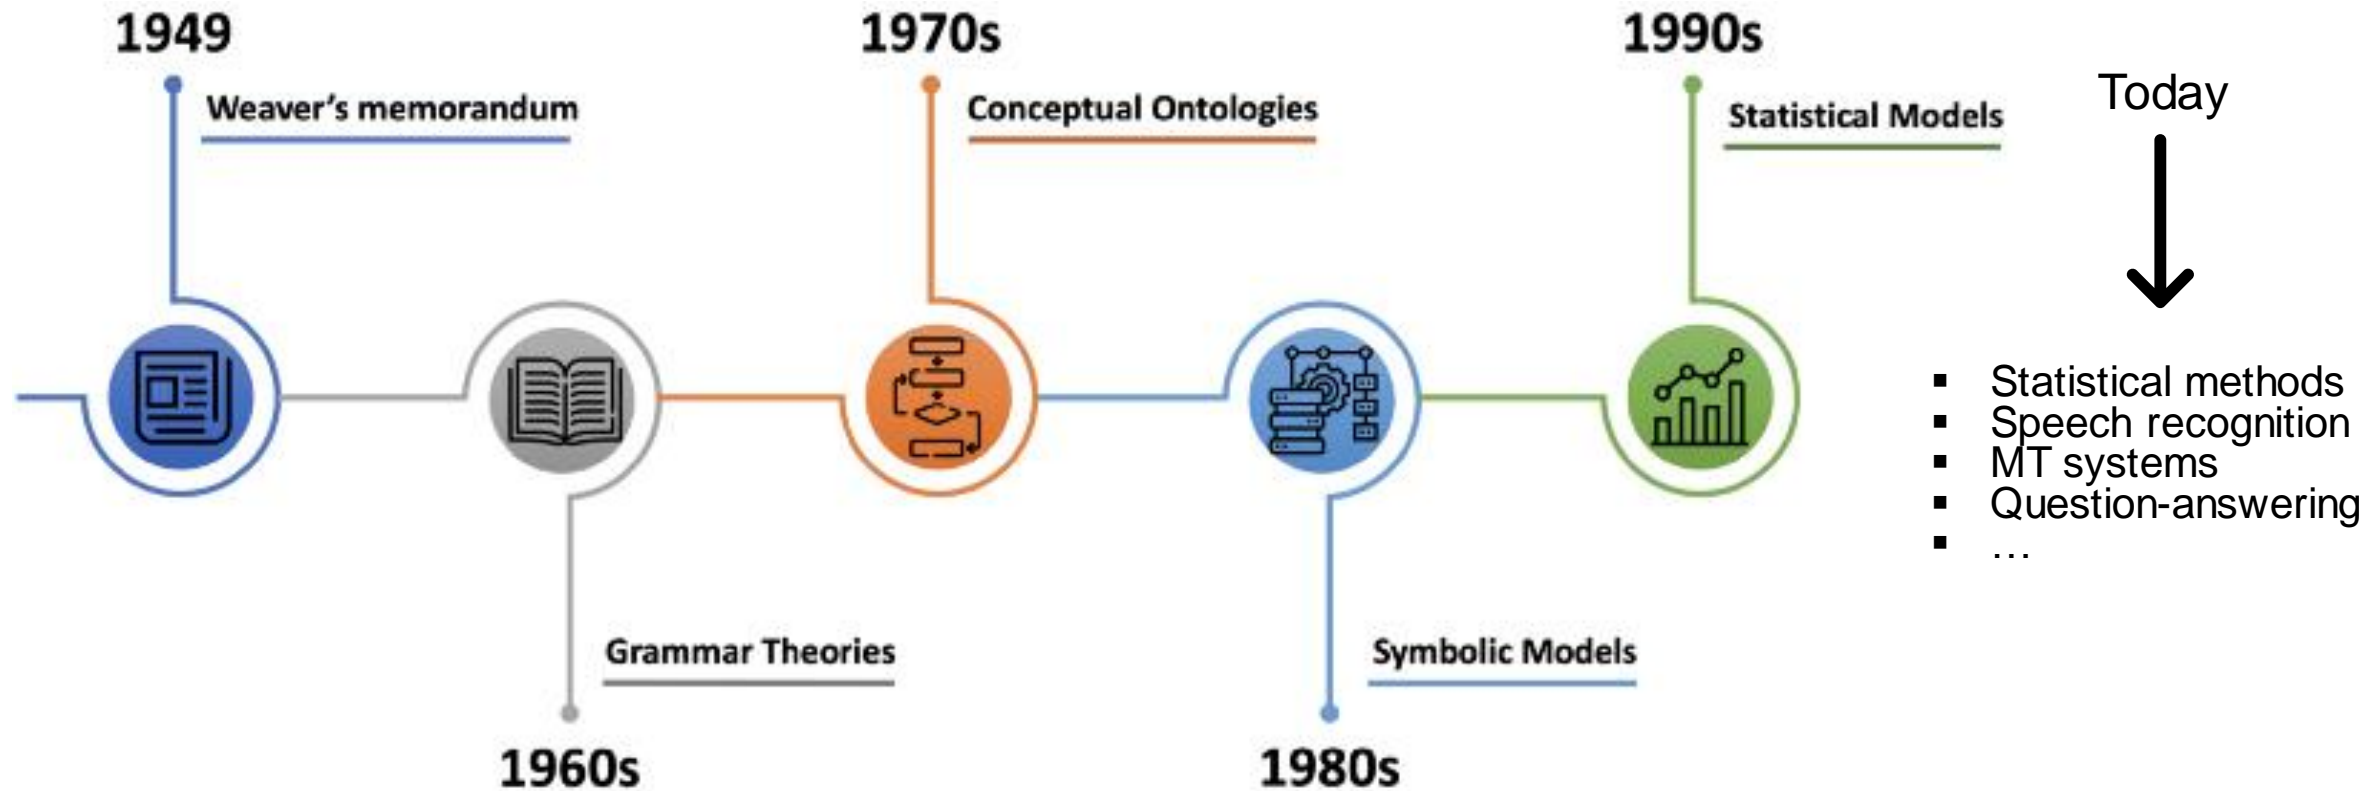 1949
Weaver's memorandum
Grammar Theories
1960s
1970s
Conceptual Ontologies
Symbolic Models
1980s
1990s
Statistical Models
Today
▪ Statistical methods
▪ Speech recognition
▪ MT systems
▪ Question-answering
▪ …